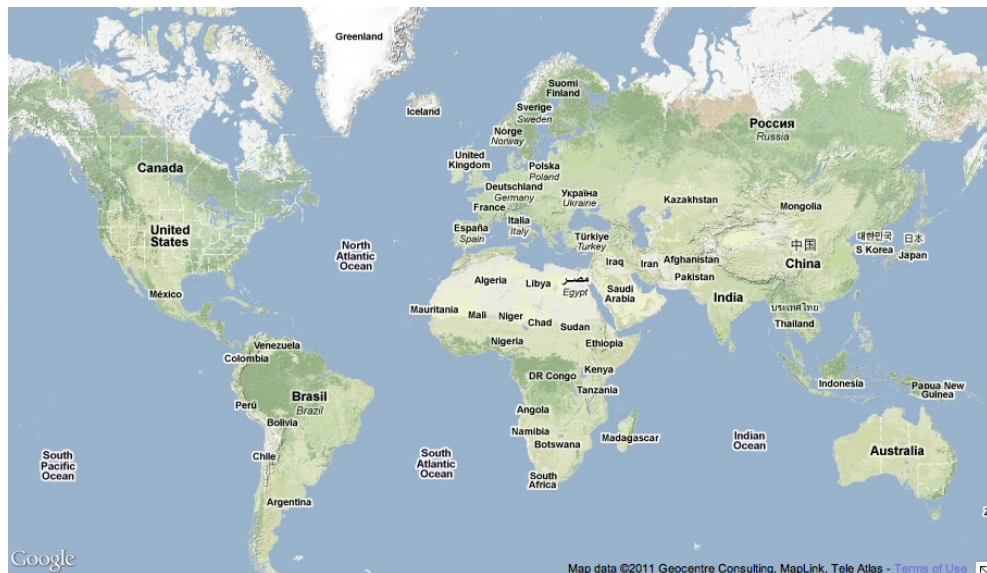 Greenland
Iceland
Suomi
Finland
Sverige
Sweden
Norge
Norway
Россия
Russia
United
Kingdom
Polska
Poland
Canada
Deutschland
Germany
Україна
Ukraine
Kazakhstan
France
Mongolia
United
States
España
Spain
Italia
Italy
Türkiye
Turkey
中国
China
대한민국
S Korea
日本
Japan
North
Atlantic
Ocean
Iraq
Iran
Afghanistan
Pakistan
Algeria
Libya
مصر
Egypt
Saudi
Arabia
India
México
Mauritania
Mali
Niger
Chad
Sudan
ประเทศไทย
Thailand
Venezuela
Colombia
Nigeria
Ethiopia
Kenya
DR Congo
Tanzania
Indonesia
Papua New
Guinea
Brasil
Brazil
Perú
Bolivia
Angola
Namibia
Botswana
Madagascar
Indian
Ocean
Australia
South
Pacific
Ocean
Chile
South
Atlantic
Ocean
South
Africa
Argentina
Google
Map data ©2011 Geocentre Consulting, MapLink, Tele Atlas - Terms of Use